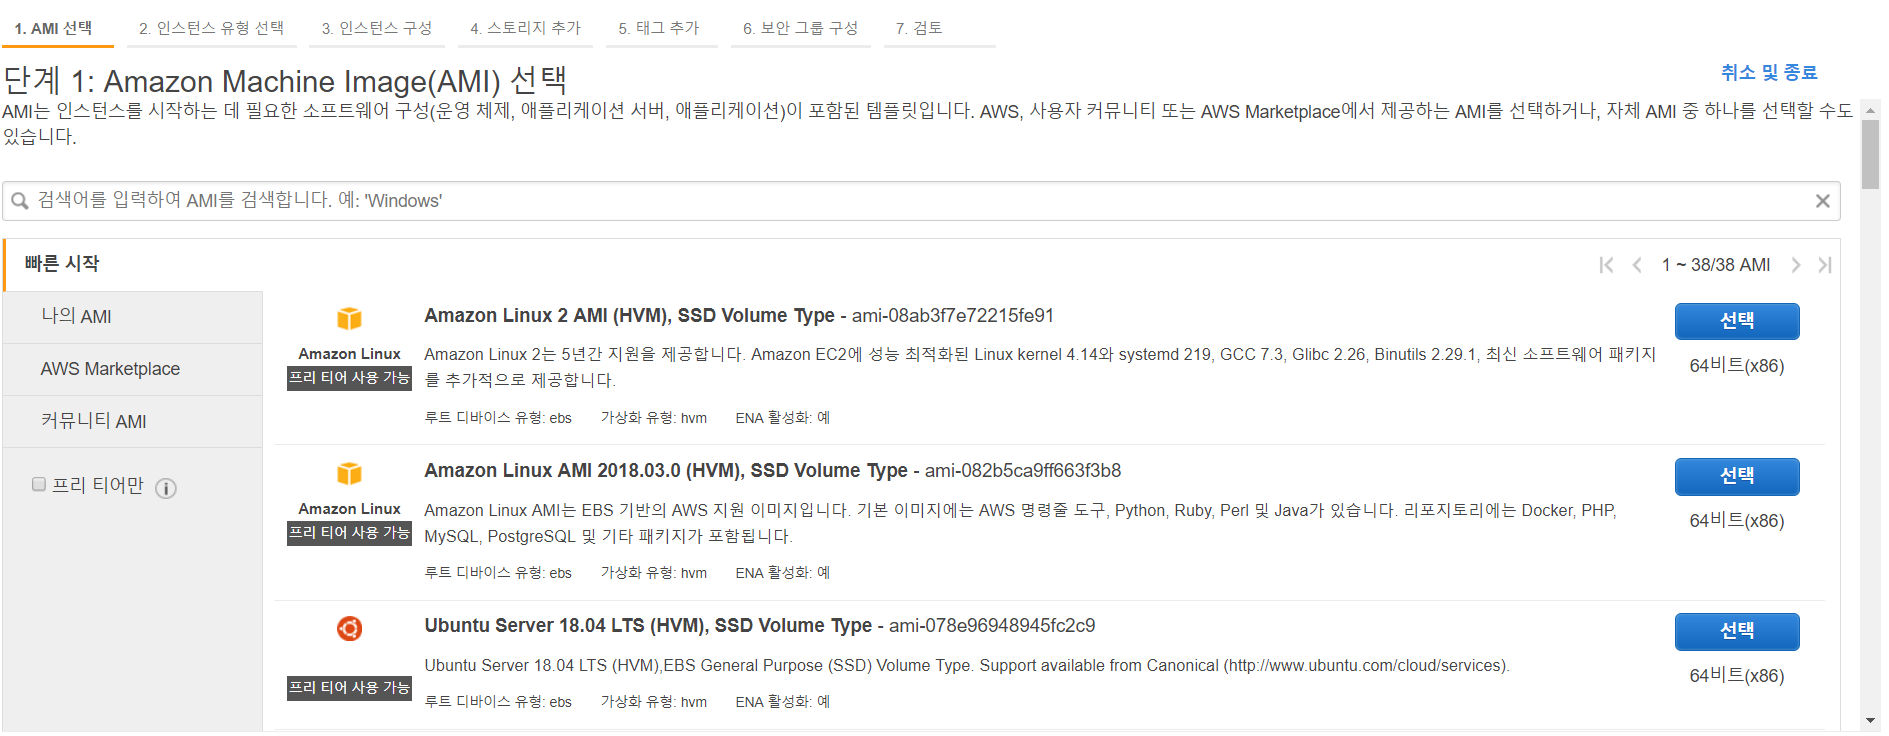 1. AMI 선택
2. 인스턴스 유형 선택
3. 인스턴스 구성
4. 스토리지 추가
5. 태그 추가
6. 보안 그룹 구성
7. 검토
단계 1: Amazon Machine Image(AMI) 선택
취소 및 종료
AMI는 인스턴스를 시작하는 데 필요한 소프트웨어 구성(운영 체제, 애플리케이션 서버, 애플리케이션)이 포함된 템플릿입니다. AWS, 사용자 커뮤니티 또는 AWS Marketplace에서 제공하는 AMI를 선택하거나, 자체 AMI 중 하나를 선택할 수도
있습니다.
검색어를 입력하여 AMI를 검색합니다. 예: 'Windows'
빠른 시작
1 ~ 38/38 AMI
나의 AMI
AWS Marketplace
커뮤니티 AMI
프리 티어만
Amazon Linux
프리 티어 사용 가능
Amazon Linux 2 AMI (HVM), SSD Volume Type - ami-08ab3f7e72215fe91
Amazon Linux 2는 5년간 지원을 제공합니다. Amazon EC2에 성능 최적화된 Linux kernel 4.14와 systemd 219, GCC 7.3, Glibc 2.26, Binutils 2.29.1, 최신 소프트웨어 패키지
를 추가적으로 제공합니다.
루트 디바이스 유형: ebs 가상화 유형: hvm ENA 활성화: 예
선택
64비트(x86)
Amazon Linux
프리 티어 사용 가능
Amazon Linux AMI 2018.03.0 (HVM), SSD Volume Type - ami-082b5ca9ff663f3b8
Amazon Linux AMI는 EBS 기반의 AWS 지원 이미지입니다. 기본 이미지에는 AWS 명령줄 도구, Python, Ruby, Perl 및 Java가 있습니다. 리포지토리에는 Docker, PHP,
MySQL, PostgreSQL 및 기타 패키지가 포함됩니다.
루트 디바이스 유형: ebs 가상화 유형: hvm ENA 활성화: 예
선택
64비트(x86)
프리 티어 사용 가능
Ubuntu Server 18.04 LTS (HVM), SSD Volume Type - ami-078e96948945fc2c9
Ubuntu Server 18.04 LTS (HVM),EBS General Purpose (SSD) Volume Type. Support available from Canonical (http://www.ubuntu.com/cloud/services).
루트 디바이스 유형: ebs 가상화 유형: hvm ENA 활성화: 예
선택
64비트(x86)